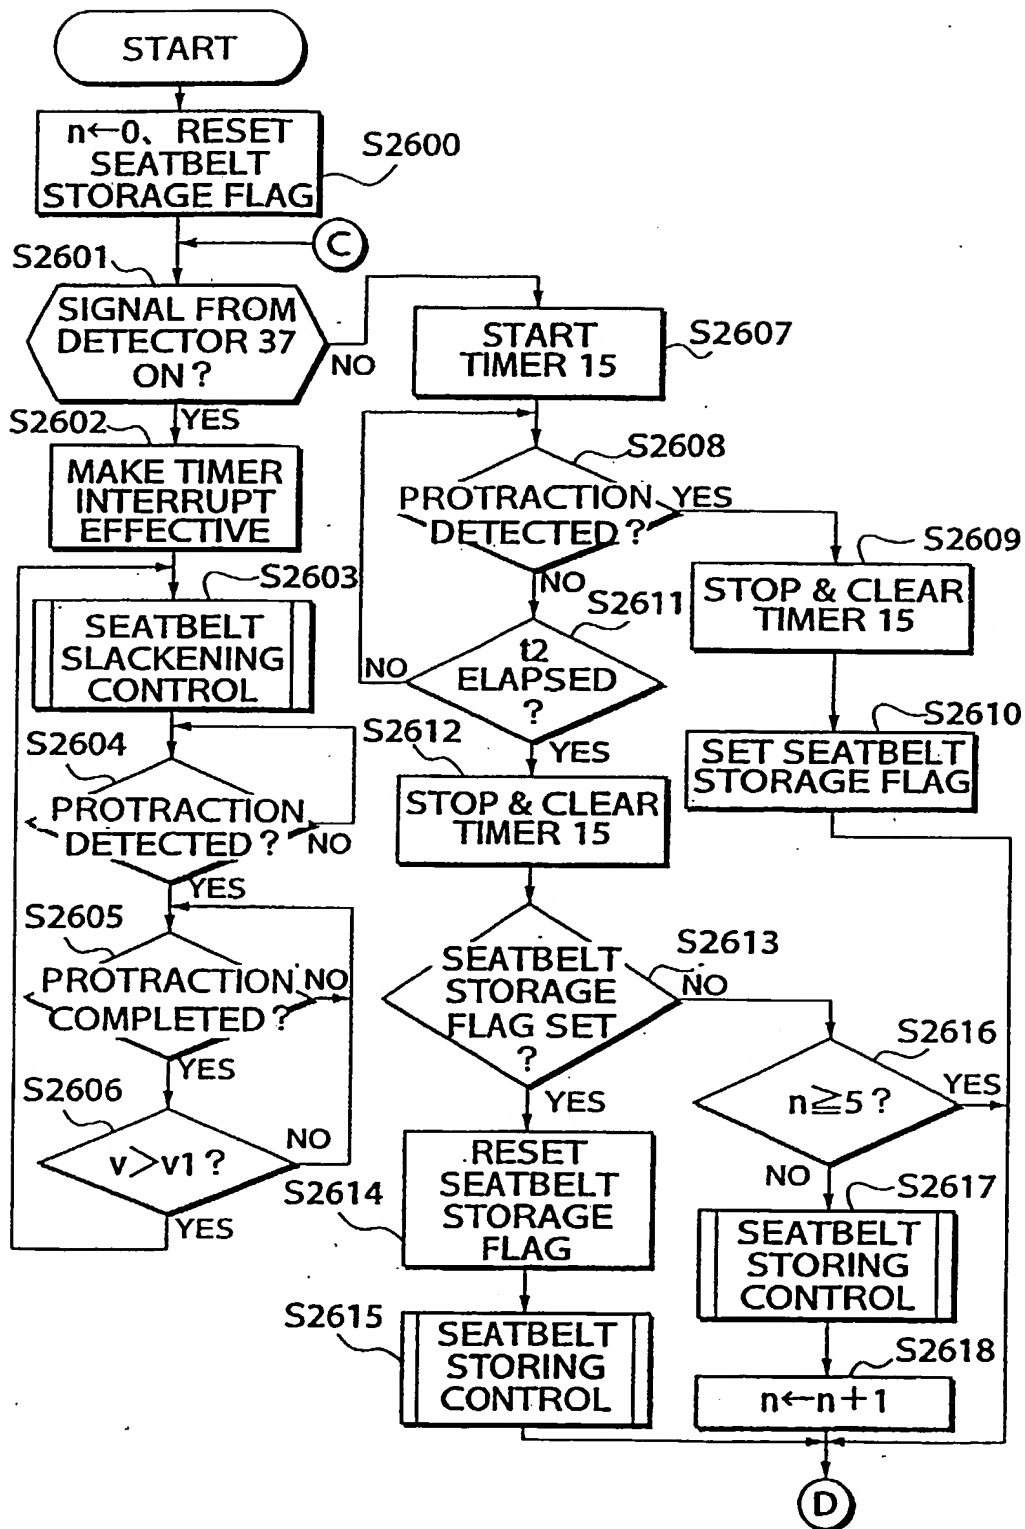 START
n←0、RESET
SEATBELT
STORAGE FLAG
S2600
C
S2601
SIGNAL FROM
DETECTOR 37
ON ?
NO
YES
S2602
MAKE TIMER
INTERRUPT
EFFECTIVE
S2603
SEATBELT
SLACKENING
CONTROL
S2604
PROTRACTION
DETECTED ?
NO
YES
S2605
PROTRACTION
COMPLETED ?
NO
YES
S2606
v>v1 ?
NO
YES
START
TIMER 15
S2607
S2608
PROTRACTION
DETECTED ?
YES
NO
S2609
STOP & CLEAR
TIMER 15
S2610
SET SEATBELT
STORAGE FLAG
S2611
t2
ELAPSED
?
NO
YES
S2612
STOP & CLEAR
TIMER 15
S2613
SEATBELT
STORAGE
FLAG SET
?
NO
YES
S2614
RESET
SEATBELT
STORAGE
FLAG
S2615
SEATBELT
STORING
CONTROL
S2616
n≧5 ?
YES
NO
S2617
SEATBELT
STORING
CONTROL
S2618
n←n+1
D